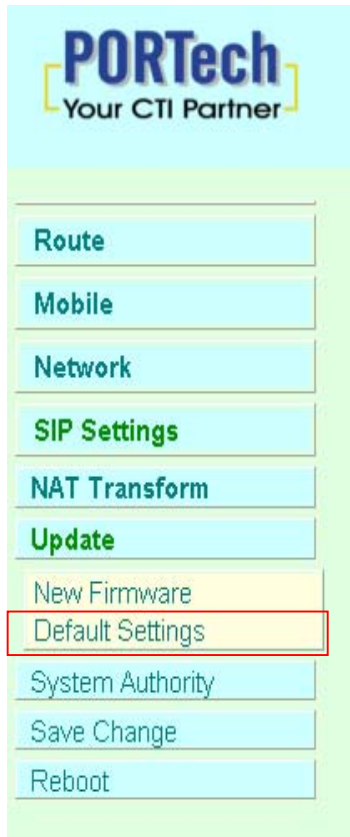 PORTech
Your CTI Partner
Route
Mobile
Network
SIP Settings
NAT Transform
Update
New Firmware
Default Settings
System Authority
Save Change
Reboot